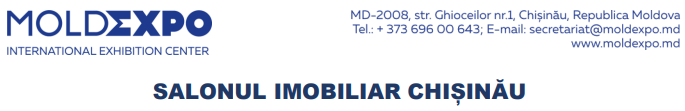 MOLDEXPO
INTERNATIONAL EXHIBITION CENTER
MD-2008, str. Ghioceilor nr.1, Chișinău, Republica Moldova
Tel.: + 373 696 00 643; E-mail: secretariat@moldexpo.md
www.moldexpo.md
SALONUL IMOBILIAR CHIȘINĂU